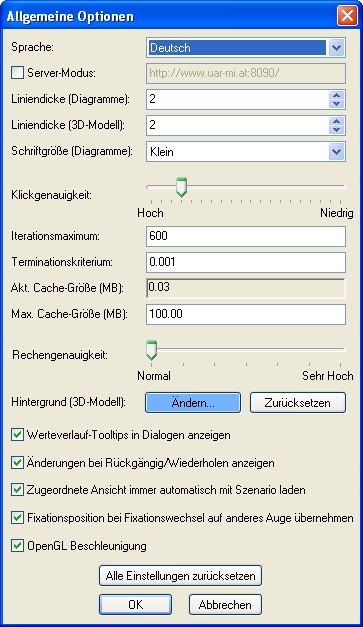 Allgemeine Optionen
Sprache: Deutsch
Server-Modus: http://www.uar-mi.at:8090/
Liniendicke (Diagramme): 2
Liniendicke (3D-Modell): 2
Schriftgröße (Diagramme): Klein
Klickgenauigkeit:
Hoch Niedrig
Iterationsmaximum: 600
Terminationskriterium: 0.001
Akt. Cache-Größe (MB): 0.03
Max. Cache-Größe (MB): 100.00
Rechengenauigkeit:
Normal Sehr Hoch
Hintergrund (3D-Modell): Ändern... Zurücksetzen
Werteverlauf-Tooltips in Dialogen anzeigen
Änderungen bei Rückgängig/Wiederholen anzeigen
Zugeordnete Ansicht immer automatisch mit Szenario laden
Fixationsposition bei Fixationswechsel auf anderes Auge übernehmen
OpenGL Beschleunigung
Alle Einstellungen zurücksetzen
OK Abbrechen